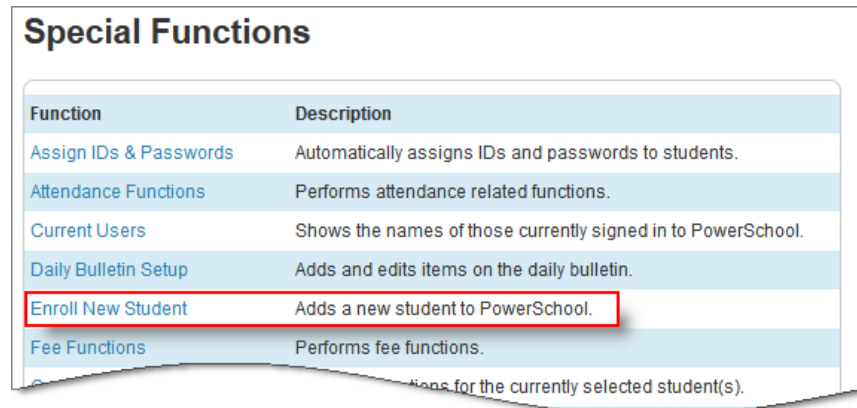 Special Functions
Function Description
Assign IDs & Passwords Automatically assigns IDs and passwords to students.
Attendance Functions Performs attendance related functions.
Current Users Shows the names of those currently signed in to PowerSchool.
Daily Bulletin Setup Adds and edits items on the daily bulletin.
Enroll New Student Adds a new student to PowerSchool.
Fee Functions Performs fee functions.
for the currently selected student(s).